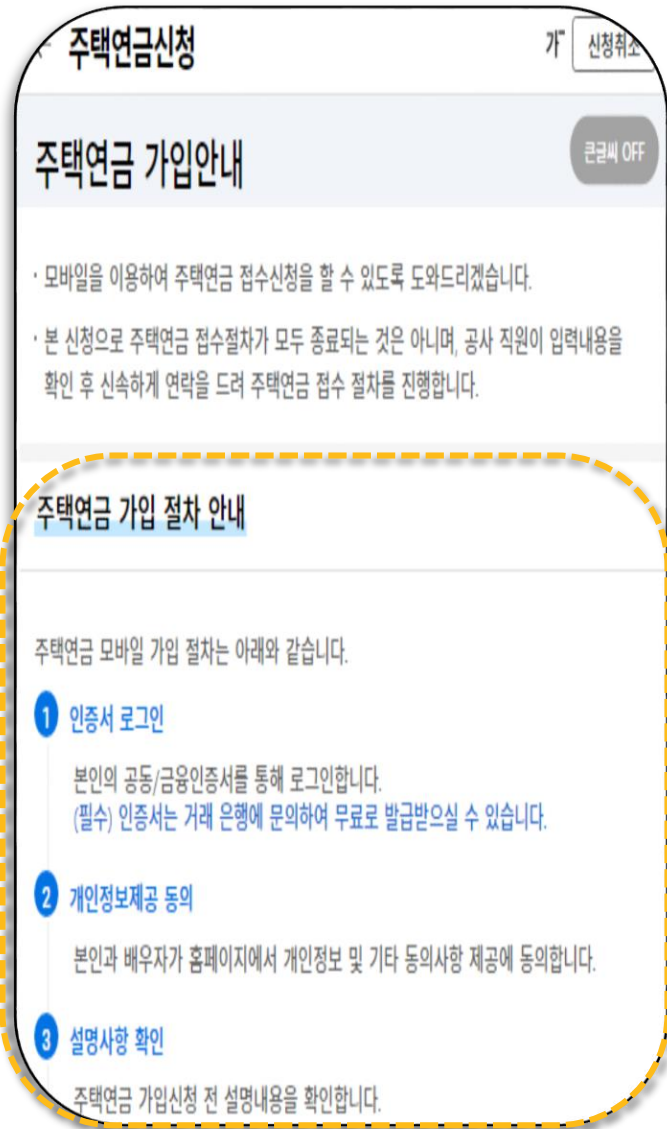 ← 주택연금신청
가 신청취소
주택연금 가입안내
큰글씨 OFF
· 모바일을 이용하여 주택연금 접수신청을 할 수 있도록 도와드리겠습니다.
· 본 신청으로 주택연금 접수절차가 모두 종료되는 것은 아니며, 공사 직원이 입력내용을
확인 후 신속하게 연락을 드려 주택연금 접수 절차를 진행합니다.
주택연금 가입 절차 안내
주택연금 모바일 가입 절차는 아래와 같습니다.
1 인증서 로그인
본인의 공동/금융인증서를 통해 로그인합니다.
(필수) 인증서는 거래 은행에 문의하여 무료로 발급받으실 수 있습니다.
2 개인정보제공 동의
본인과 배우자가 홈페이지에서 개인정보 및 기타 동의사항 제공에 동의합니다.
3 설명사항 확인
주택연금 가입신청 전 설명내용을 확인합니다.